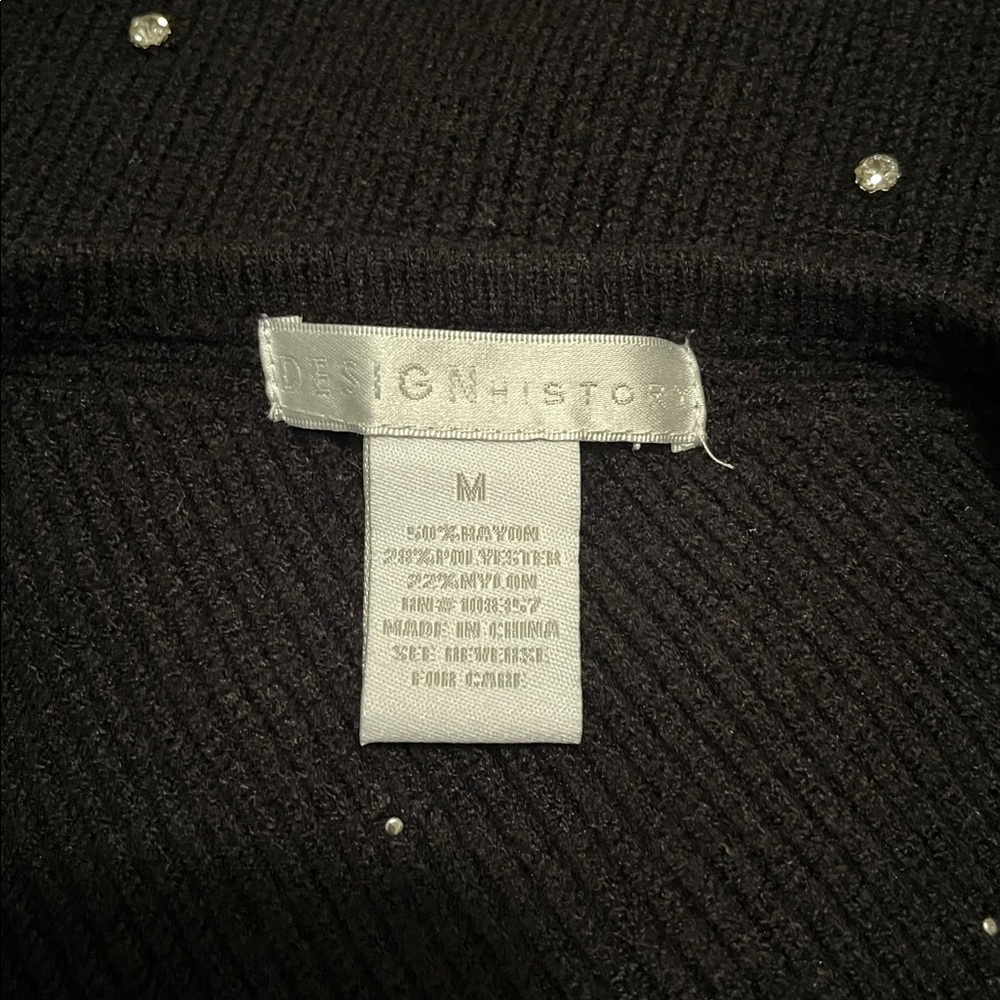 DESIGN HISTORY
M
50%RAYON
28%POLYESTER
22%NYLON
RN#108357
MADE IN CHINA
SEE REVERSE
FOR CARE